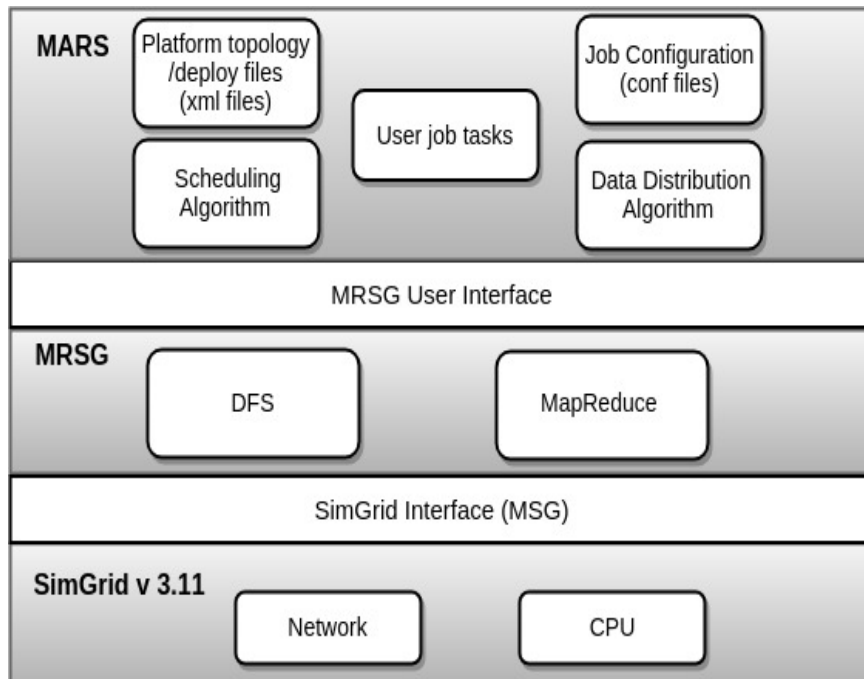 MARS
Platform topology
/deploy files
(xml files)
Job Configuration
(conf files)
User job tasks
Scheduling
Algorithm
Data Distribution
Algorithm
MRSG User Interface
MRSG
DFS
MapReduce
SimGrid Interface (MSG)
SimGrid v 3.11
Network
CPU